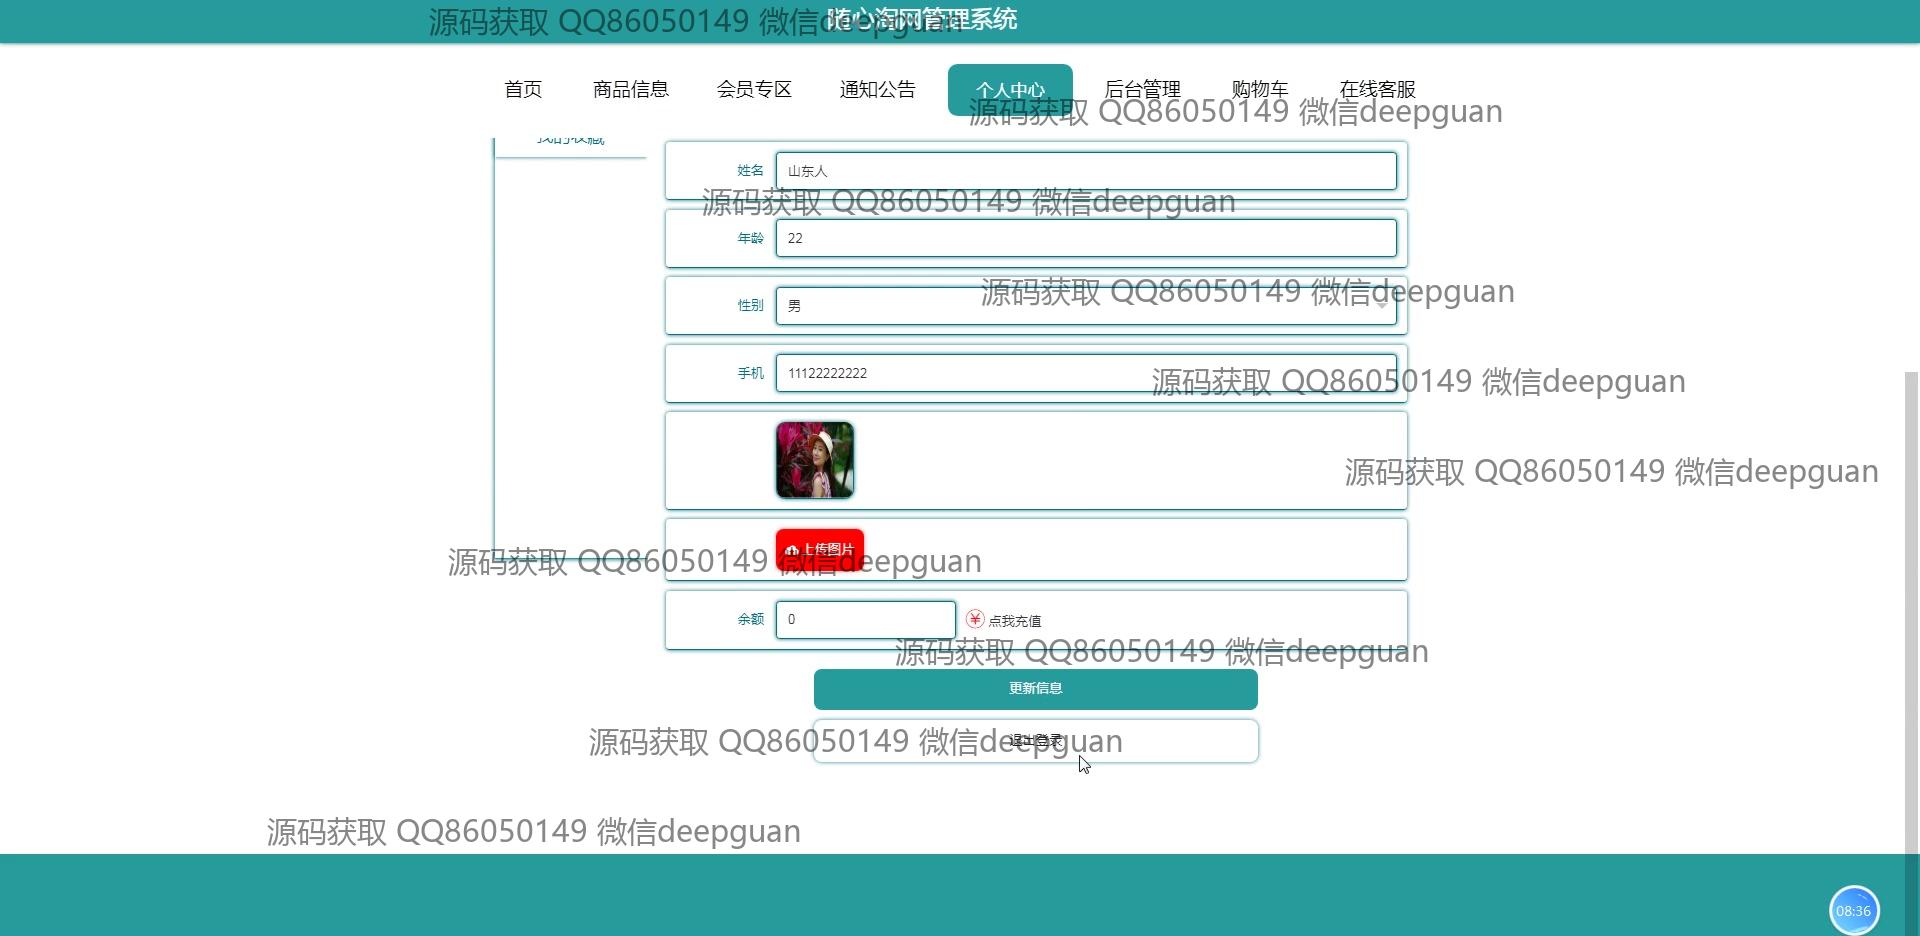 随心淘网管理系统
源码获取 QQ86050149 微信deepguan
首页 商品信息 会员专区 通知公告 个人中心 后台管理 购物车 在线客服
源码获取 QQ86050149 微信deepguan
我的收藏
姓名 山东人
源码获取 QQ86050149 微信deepguan
年龄 22
源码获取 QQ86050149 微信deepguan
性别 男
手机 11122222222
源码获取 QQ86050149 微信deepguan
源码获取 QQ86050149 微信deepguan
上传图片
源码获取 QQ86050149 微信deepguan
余额 0 点我充值
源码获取 QQ86050149 微信deepguan
更新信息
退出登录
源码获取 QQ86050149 微信deepguan
源码获取 QQ86050149 微信deepguan
08:36